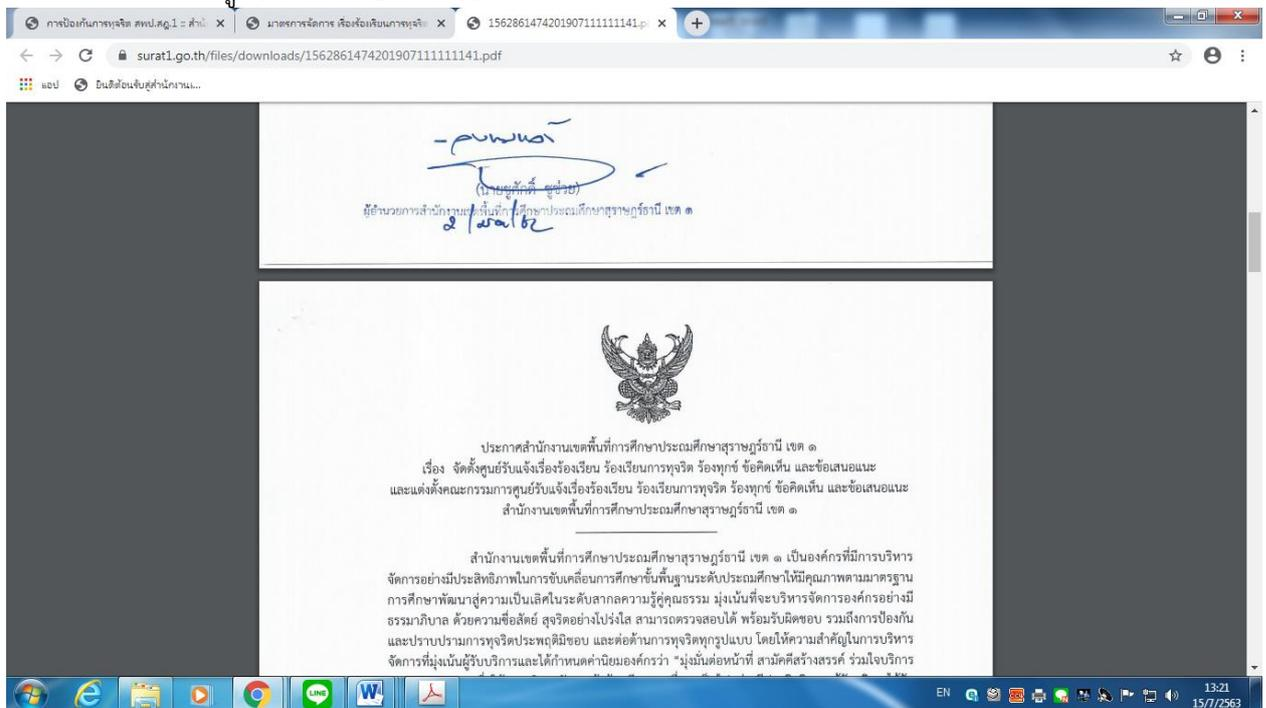 การป้องกันการทุจริต สพป.สฎ.1 :: สำนั
มาตรการจัดการ เรื่องร้องเรียนการทุจริต
1562861474201907111111141.p
surat1.go.th/files/downloads/1562861474201907111111141.pdf
แอป
ยินดีต้อนรับสู่สำนักงานเ...
(นายชูศักดิ์ ชูช่วย)
ผู้อำนวยการสำนักงานเขตพื้นที่การศึกษาประถมศึกษาสุราษฎร์ธานี เขต ๑
ประกาศสำนักงานเขตพื้นที่การศึกษาประถมศึกษาสุราษฎร์ธานี เขต ๑
เรื่อง จัดตั้งศูนย์รับแจ้งเรื่องร้องเรียน ร้องเรียนการทุจริต ร้องทุกข์ ข้อคิดเห็น และข้อเสนอแนะ
และแต่งตั้งคณะกรรมการศูนย์รับแจ้งเรื่องร้องเรียน ร้องเรียนการทุจริต ร้องทุกข์ ข้อคิดเห็น และข้อเสนอแนะ
สำนักงานเขตพื้นที่การศึกษาประถมศึกษาสุราษฎร์ธานี เขต ๑
สำนักงานเขตพื้นที่การศึกษาประถมศึกษาสุราษฎร์ธานี เขต ๑ เป็นองค์กรที่มีการบริหาร
จัดการอย่างมีประสิทธิภาพในการขับเคลื่อนการศึกษาขั้นพื้นฐานระดับประถมศึกษาให้มีคุณภาพตามมาตรฐาน
การศึกษาพัฒนาสู่ความเป็นเลิศในระดับสากลความรู้คู่คุณธรรม มุ่งเน้นที่จะบริหารจัดการองค์กรอย่างมี
ธรรมาภิบาล ด้วยความซื่อสัตย์ สุจริตอย่างโปร่งใส สามารถตรวจสอบได้ พร้อมรับผิดชอบ รวมถึงการป้องกัน
และปราบปรามการทุจริตประพฤติมิชอบ และต่อต้านการทุจริตทุกรูปแบบ โดยให้ความสำคัญในการบริหาร
จัดการที่มุ่งเน้นผู้รับบริการและได้กำหนดค่านิยมองค์กรว่า "มุ่งมั่นต่อหน้าที่ สามัคคีสร้างสรรค์ ร่วมใจบริการ
LINE
EN
13:21
15/7/2563